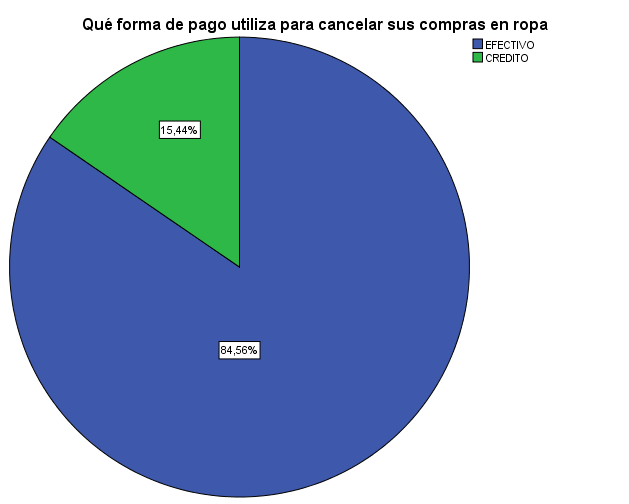 Qué forma de pago utiliza para cancelar sus compras en ropa
EFECTIVO
CREDITO
15,44%
84,56%